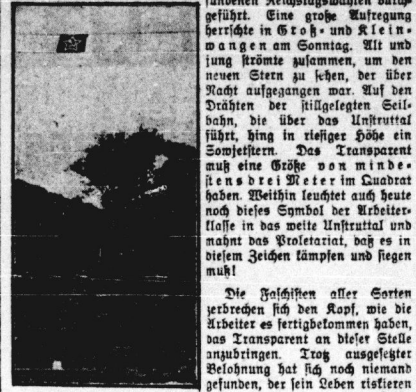 fundenen Reichstagswahlen durch-
geführt. Eine große Aufregung
herrschte in Groß- und Klein-
wangen am Sonntag. Alt und
jung strömte zusammen, um den
neuen Stern zu sehen, der über
Nacht aufgegangen war. Auf den
Drähten der stillgelegten Seil-
bahn, die über das Unstruttal
führt, hing in riesiger Höhe ein
Sowjetstern. Das Transparent
muß eine Größe von minde-
stens drei Meter im Quadrat
haben. Weithin leuchtet auch heute
noch dieses Symbol der Arbeiter-
klasse in das weite Unstruttal und
mahnt das Proletariat, daß es in
diesem Zeichen kämpfen und siegen
muß!
Die Faschisten aller Sorten
zerbrechen sich den Kopf, wie die
Arbeiter es fertigbekommen haben,
das Transparent an dieser Stelle
anzubringen. Trotz ausgesetzter
Belohnung hat sich noch niemand
gefunden, der sein Leben riskieren